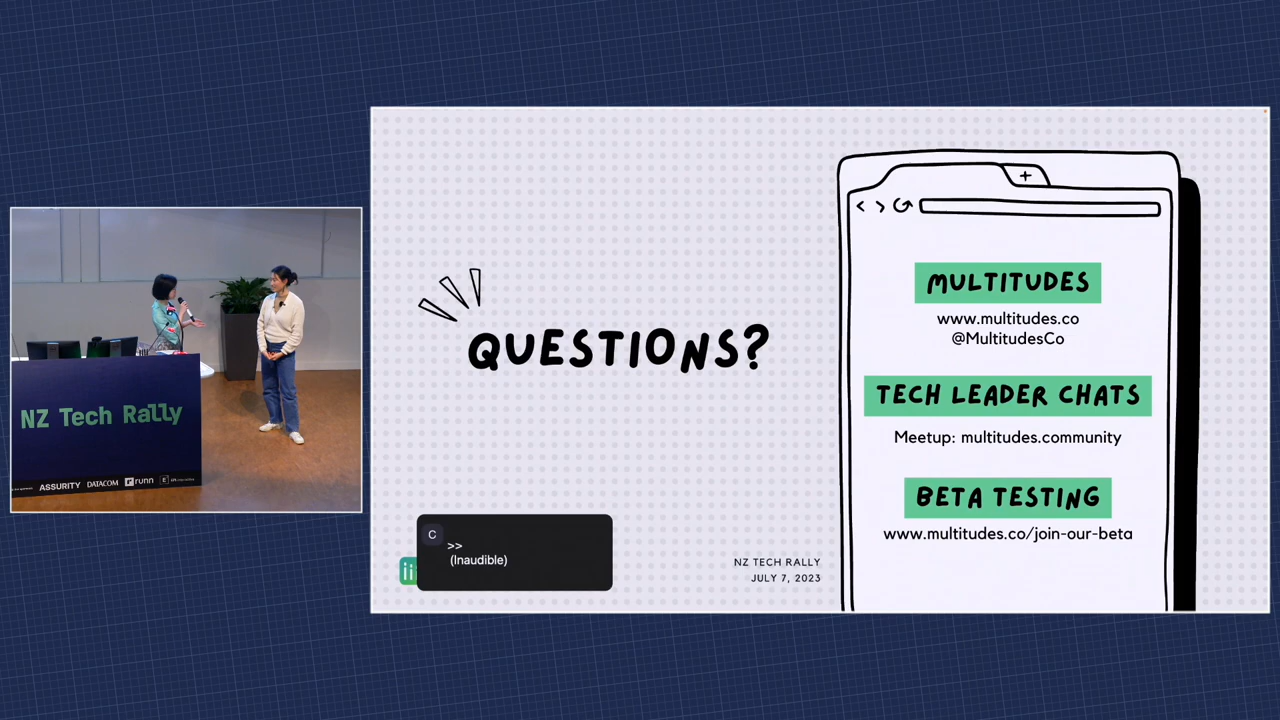 NZ Tech Rally
ASSURITY DATACOM runn
QUESTIONS?
C
>>
(Inaudible)
NZ TECH RALLY
JULY 7, 2023
MULTITUDES
www.multitudes.co
@MultitudesCo
TECH LEADER CHATS
Meetup: multitudes.community
BETA TESTING
www.multitudes.co/join-our-beta